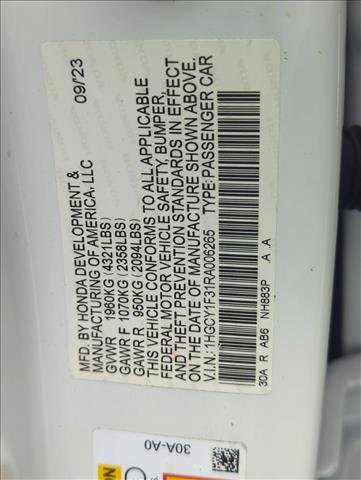 MFD. BY HONDA DEVELOPMENT &
MANUFACTURING OF AMERICA, LLC
09/23
GVWR 1960KG (4321LBS)
GAWR F 1070KG (2358LBS)
GAWR R 950KG (2094LBS)
THIS VEHICLE CONFORMS TO ALL APPLICABLE
FEDERAL MOTOR VEHICLE SAFETY, BUMPER,
AND THEFT PREVENTION STANDARDS IN EFFECT
ON THE DATE OF MANUFACTURE SHOWN ABOVE.
V.I.N.: 1HGCY1F31RA006265 TYPE: PASSENGER CAR
30A R AB6 NH883P .A .A
30A-A0